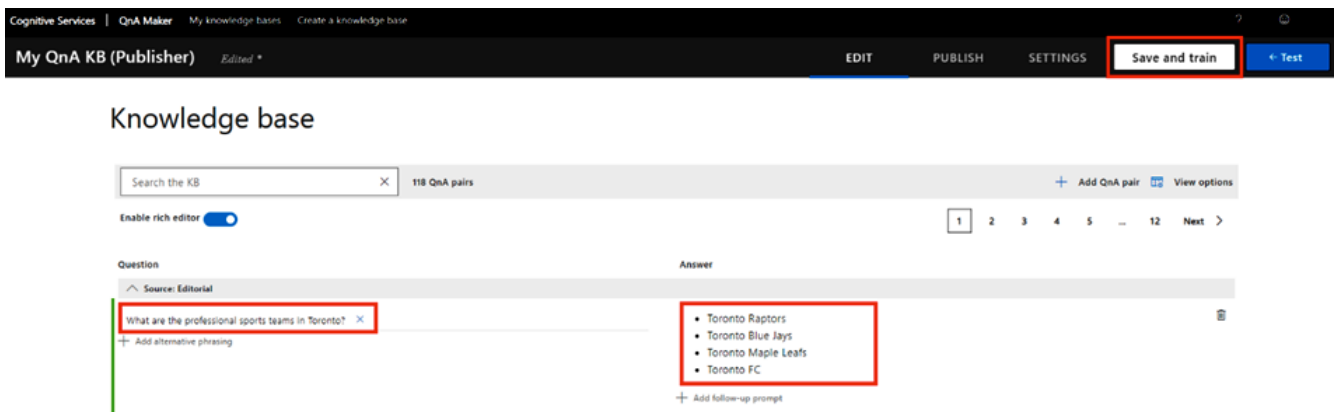 Cognitive Services | QnA Maker My knowledge bases Create a knowledge base ?
My QnA KB (Publisher) Edited * EDIT PUBLISH SETTINGS Save and train ← Test
Knowledge base
Search the KB × 118 QnA pairs + Add QnA pair View options
Enable rich editor 1 2 3 4 5 ... 12 Next >
Question Answer
Source: Editorial
What are the professional sports teams in Toronto? ×
+ Add alternative phrasing
• Toronto Raptors
• Toronto Blue Jays
• Toronto Maple Leafs
• Toronto FC
+ Add follow-up prompt